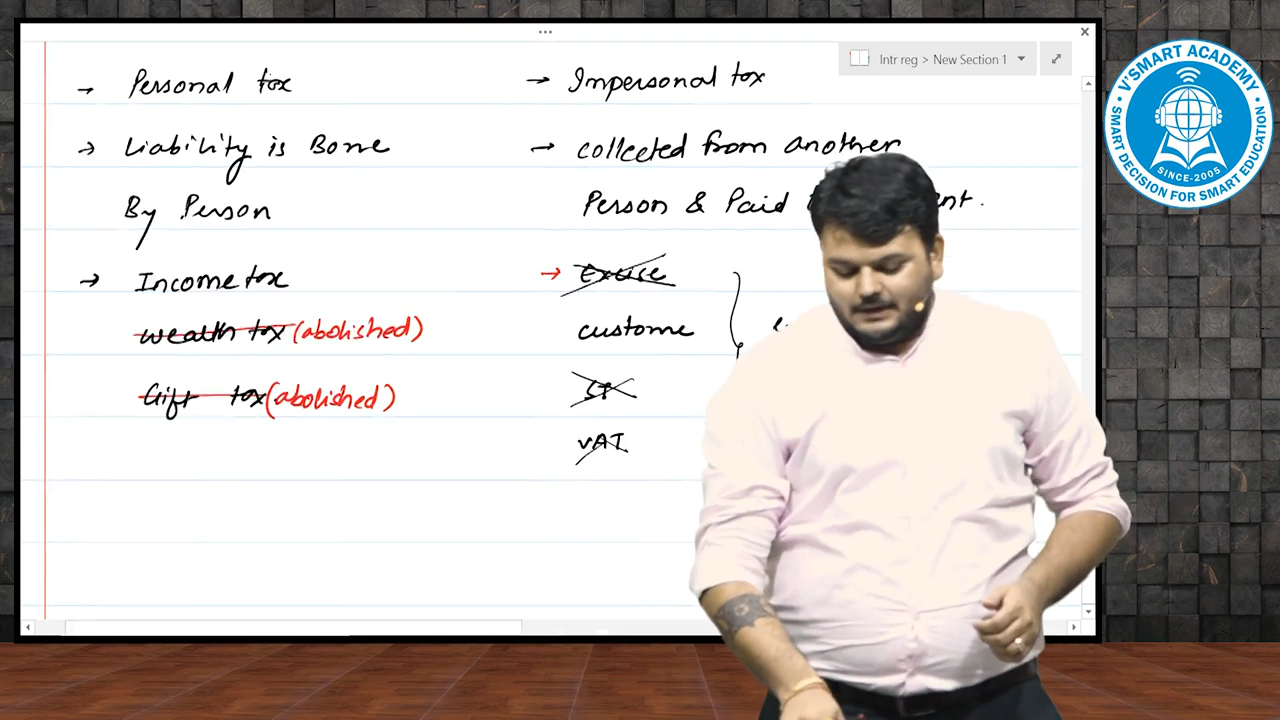 Intr reg > New Section 1
→ Personal tax
→ Liability is Bone
By Person
→ Income tax
wealth tax (abolished)
Gift tax (abolished)
→ Impersonal tax
→ collected from another
Person & Paid
→ Excise
custome
ST
VAT
V'SMART ACADEMY
SINCE-2005
SMART DECISION FOR SMART EDUCATION